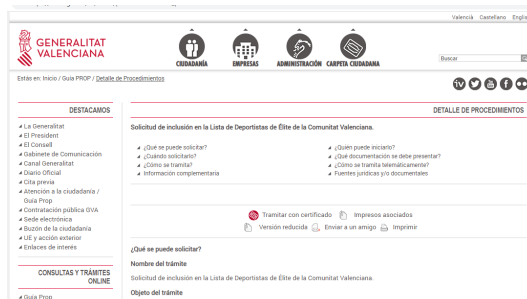 Valencià Castellano Englis
GENERALITAT
VALENCIANA
CIUDADANÍA EMPRESAS ADMINISTRACIÓN CARPETA CIUDADANA
Buscar
Estás en: Inicio / Guía PROP / Detalle de Procedimientos
DESTACAMOS
La Generalitat
El President
El Consell
Gabinete de Comunicación
Canal Generalitat
Diario Oficial
Cita previa
Atención a la ciudadanía /
Guía Prop
Contratación pública GVA
Sede electrónica
Buzón de la ciudadanía
UE y acción exterior
Enlaces de interés
CONSULTAS Y TRÁMITES
ONLINE
Guía Prop
DETALLE DE PROCEDIMIENTOS
Solicitud de inclusión en la Lista de Deportistas de Élite de la Comunitat Valenciana.
¿Qué se puede solicitar? ¿Quién puede iniciarlo?
¿Cuándo solicitarlo? ¿Qué documentación se debe presentar?
¿Cómo se tramita? ¿Cómo se tramita telemáticamente?
Información complementaria Fuentes jurídicas y/o documentales
Tramitar con certificado Impresos asociados
Versión reducida Enviar a un amigo Imprimir
¿Qué se puede solicitar?
Nombre del trámite
Solicitud de inclusión en la Lista de Deportistas de Élite de la Comunitat Valenciana.
Objeto del trámite